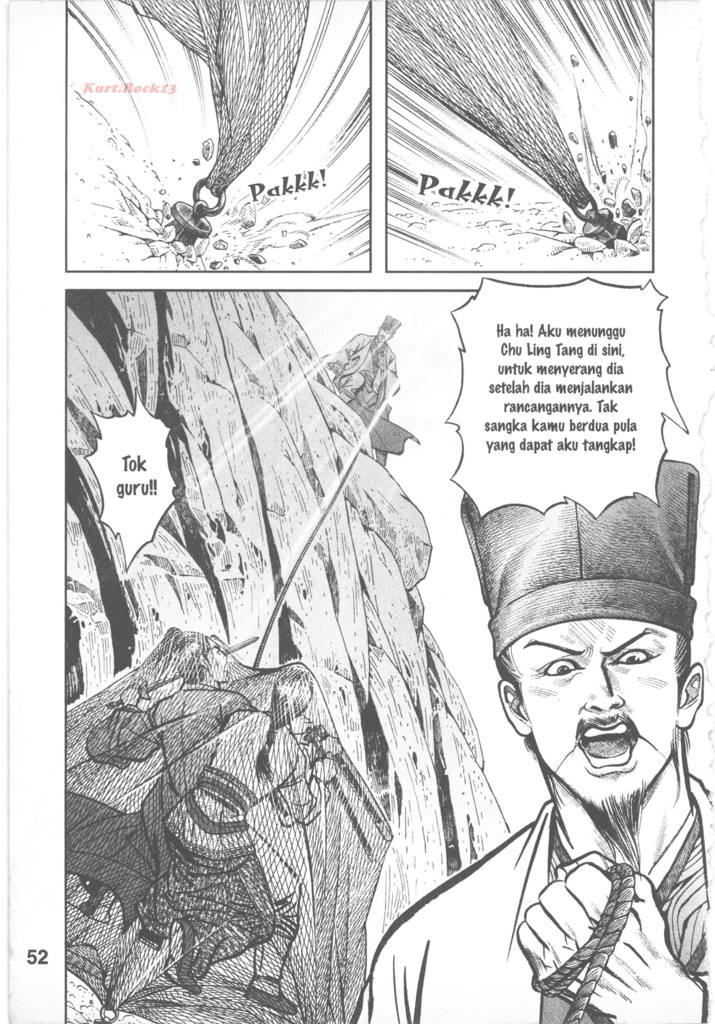 Kurt.Rock13
Pakkk!
Pakkk!
Ha ha! Aku menunggu
Chu Ling Tang di sini,
untuk menyerang dia
setelah dia menjalankan
rancangannya. Tak
sangka kamu berdua pula
yang dapat aku tangkap!
Tok
guru!!
52